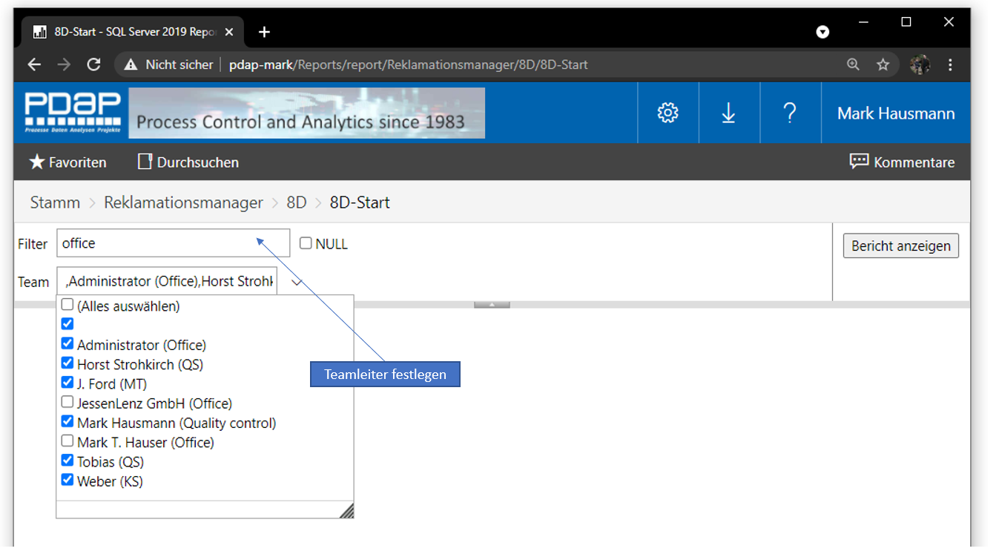 8D-Start - SQL Server 2019 Repo
Nicht sicher | pdap-mark/Reports/report/Reklamationsmanager/8D/8D-Start
PDaP
Prozesse Daten Analysen Projekte
Process Control and Analytics since 1983
Mark Hausmann
Favoriten
Durchsuchen
Kommentare
Stamm > Reklamationsmanager > 8D > 8D-Start
Filter
office
NULL
Bericht anzeigen
Team
,Administrator (Office),Horst Strohk
(Alles auswählen)
Administrator (Office)
Horst Strohkirch (QS)
J. Ford (MT)
JessenLenz GmbH (Office)
Mark Hausmann (Quality control)
Mark T. Hauser (Office)
Tobias (QS)
Weber (KS)
Teamleiter festlegen